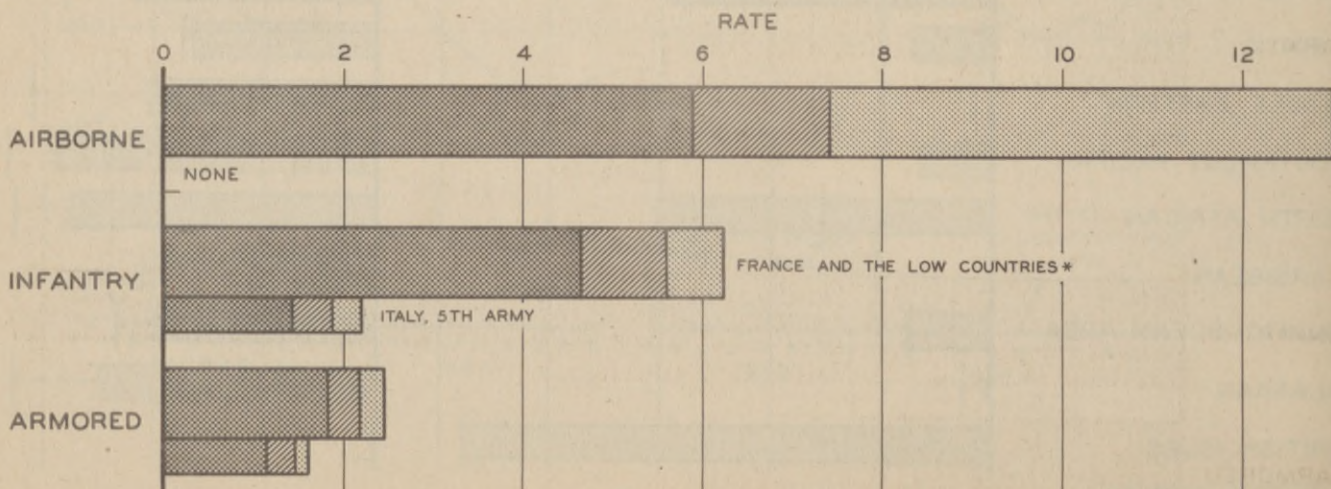 RATE
0 2 4 6 8 10 12
AIRBORNE
NONE
INFANTRY
FRANCE AND THE LOW COUNTRIES*
ITALY, 5TH ARMY
ARMORED